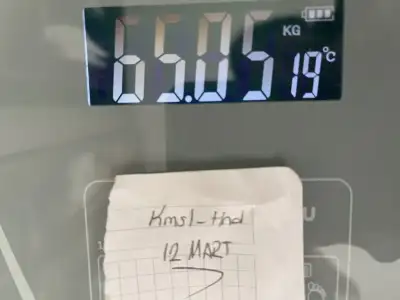 65.05 KG
19°C
Kmsl-thd
12 MART
U